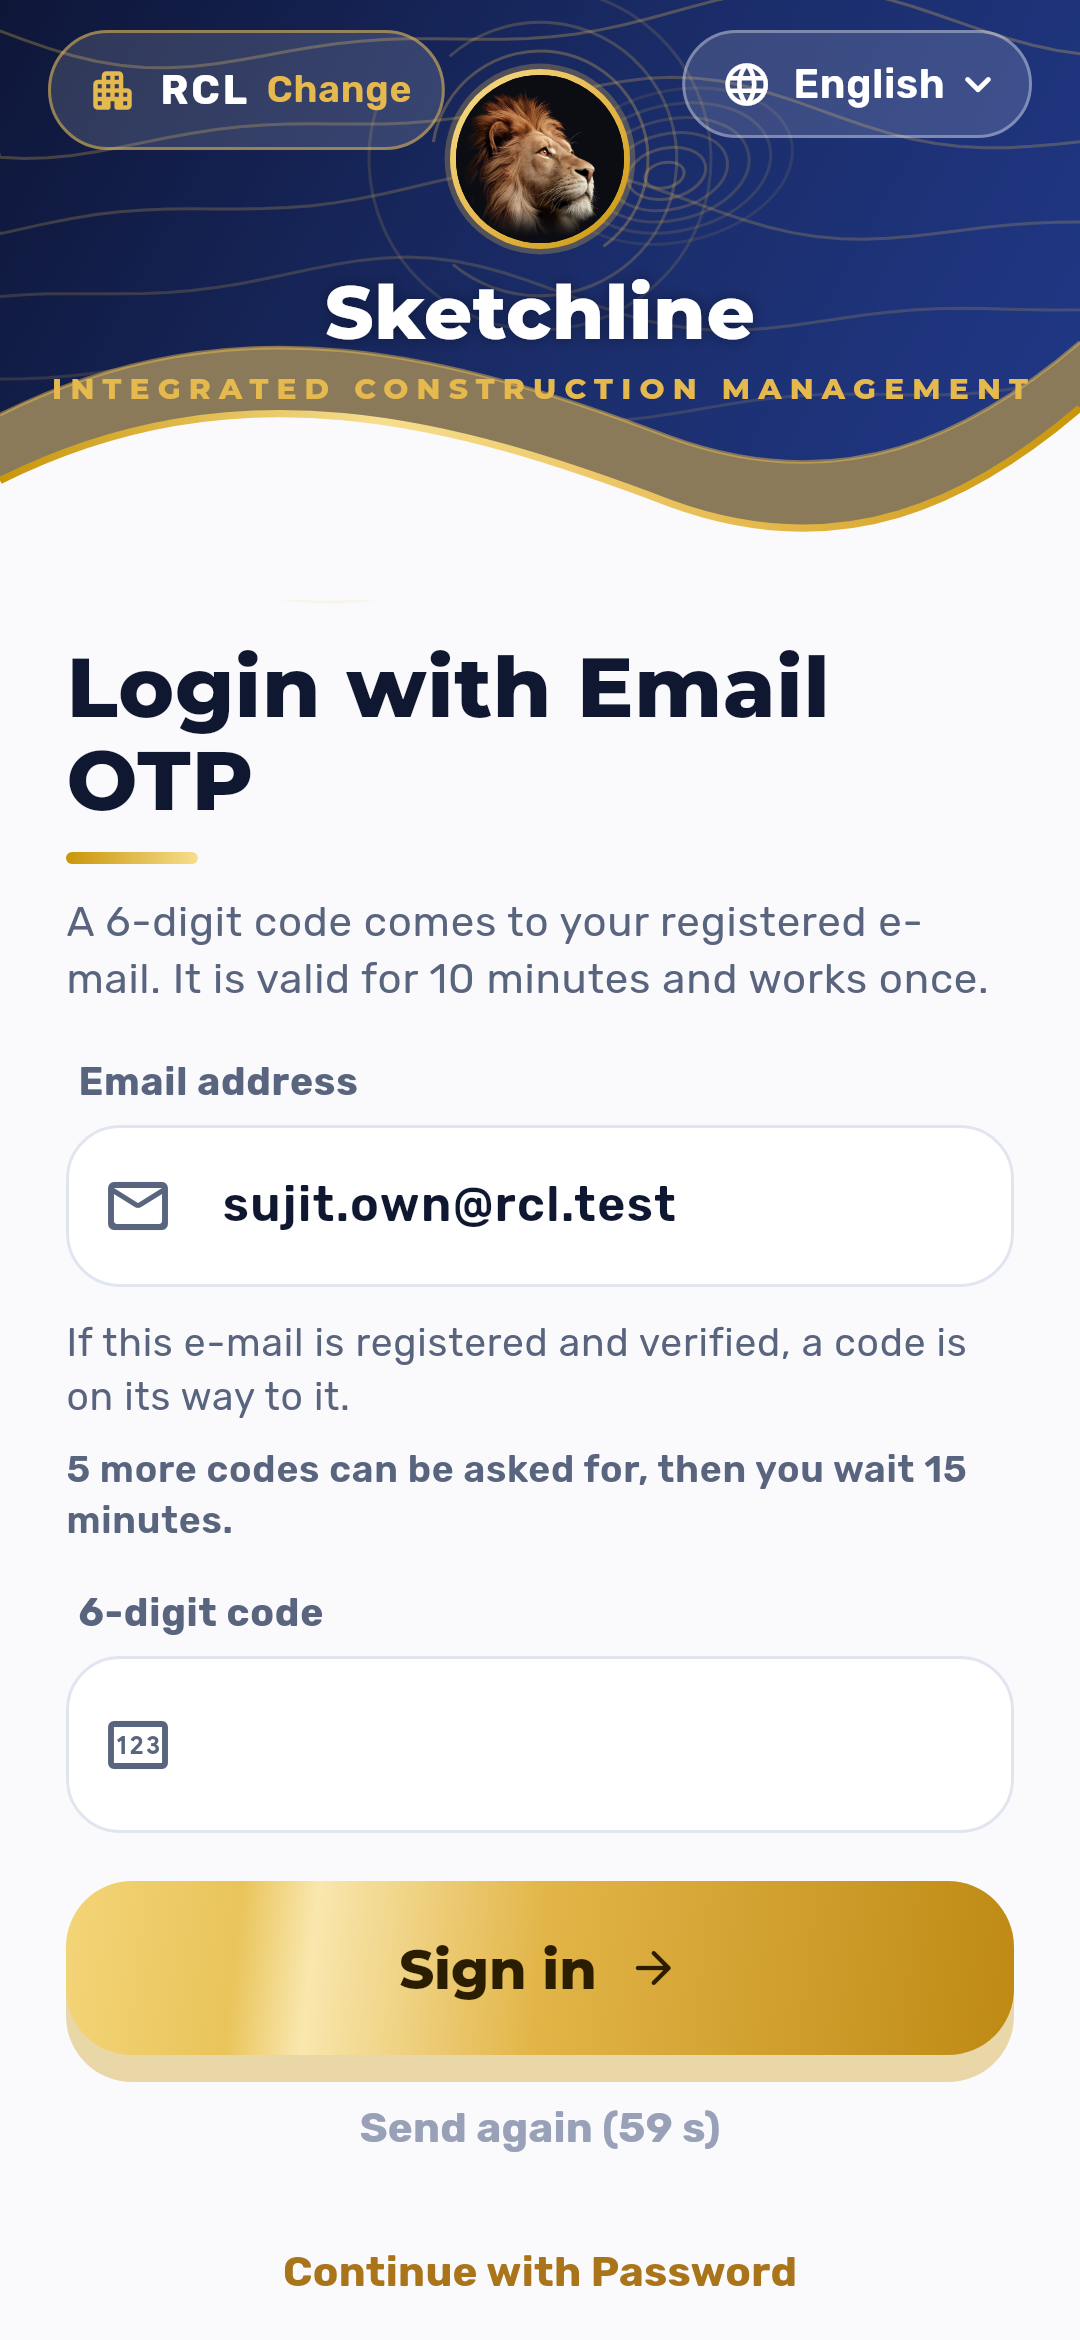 RCL Change
English
Sketchline
INTEGRATED CONSTRUCTION MANAGEMENT
Login with Email
OTP
A 6-digit code comes to your registered e-
mail. It is valid for 10 minutes and works once.
Email address
sujit.own@rcl.test
If this e-mail is registered and verified, a code is
on its way to it.
5 more codes can be asked for, then you wait 15
minutes.
6-digit code
123
Sign in
Send again (59 s)
Continue with Password